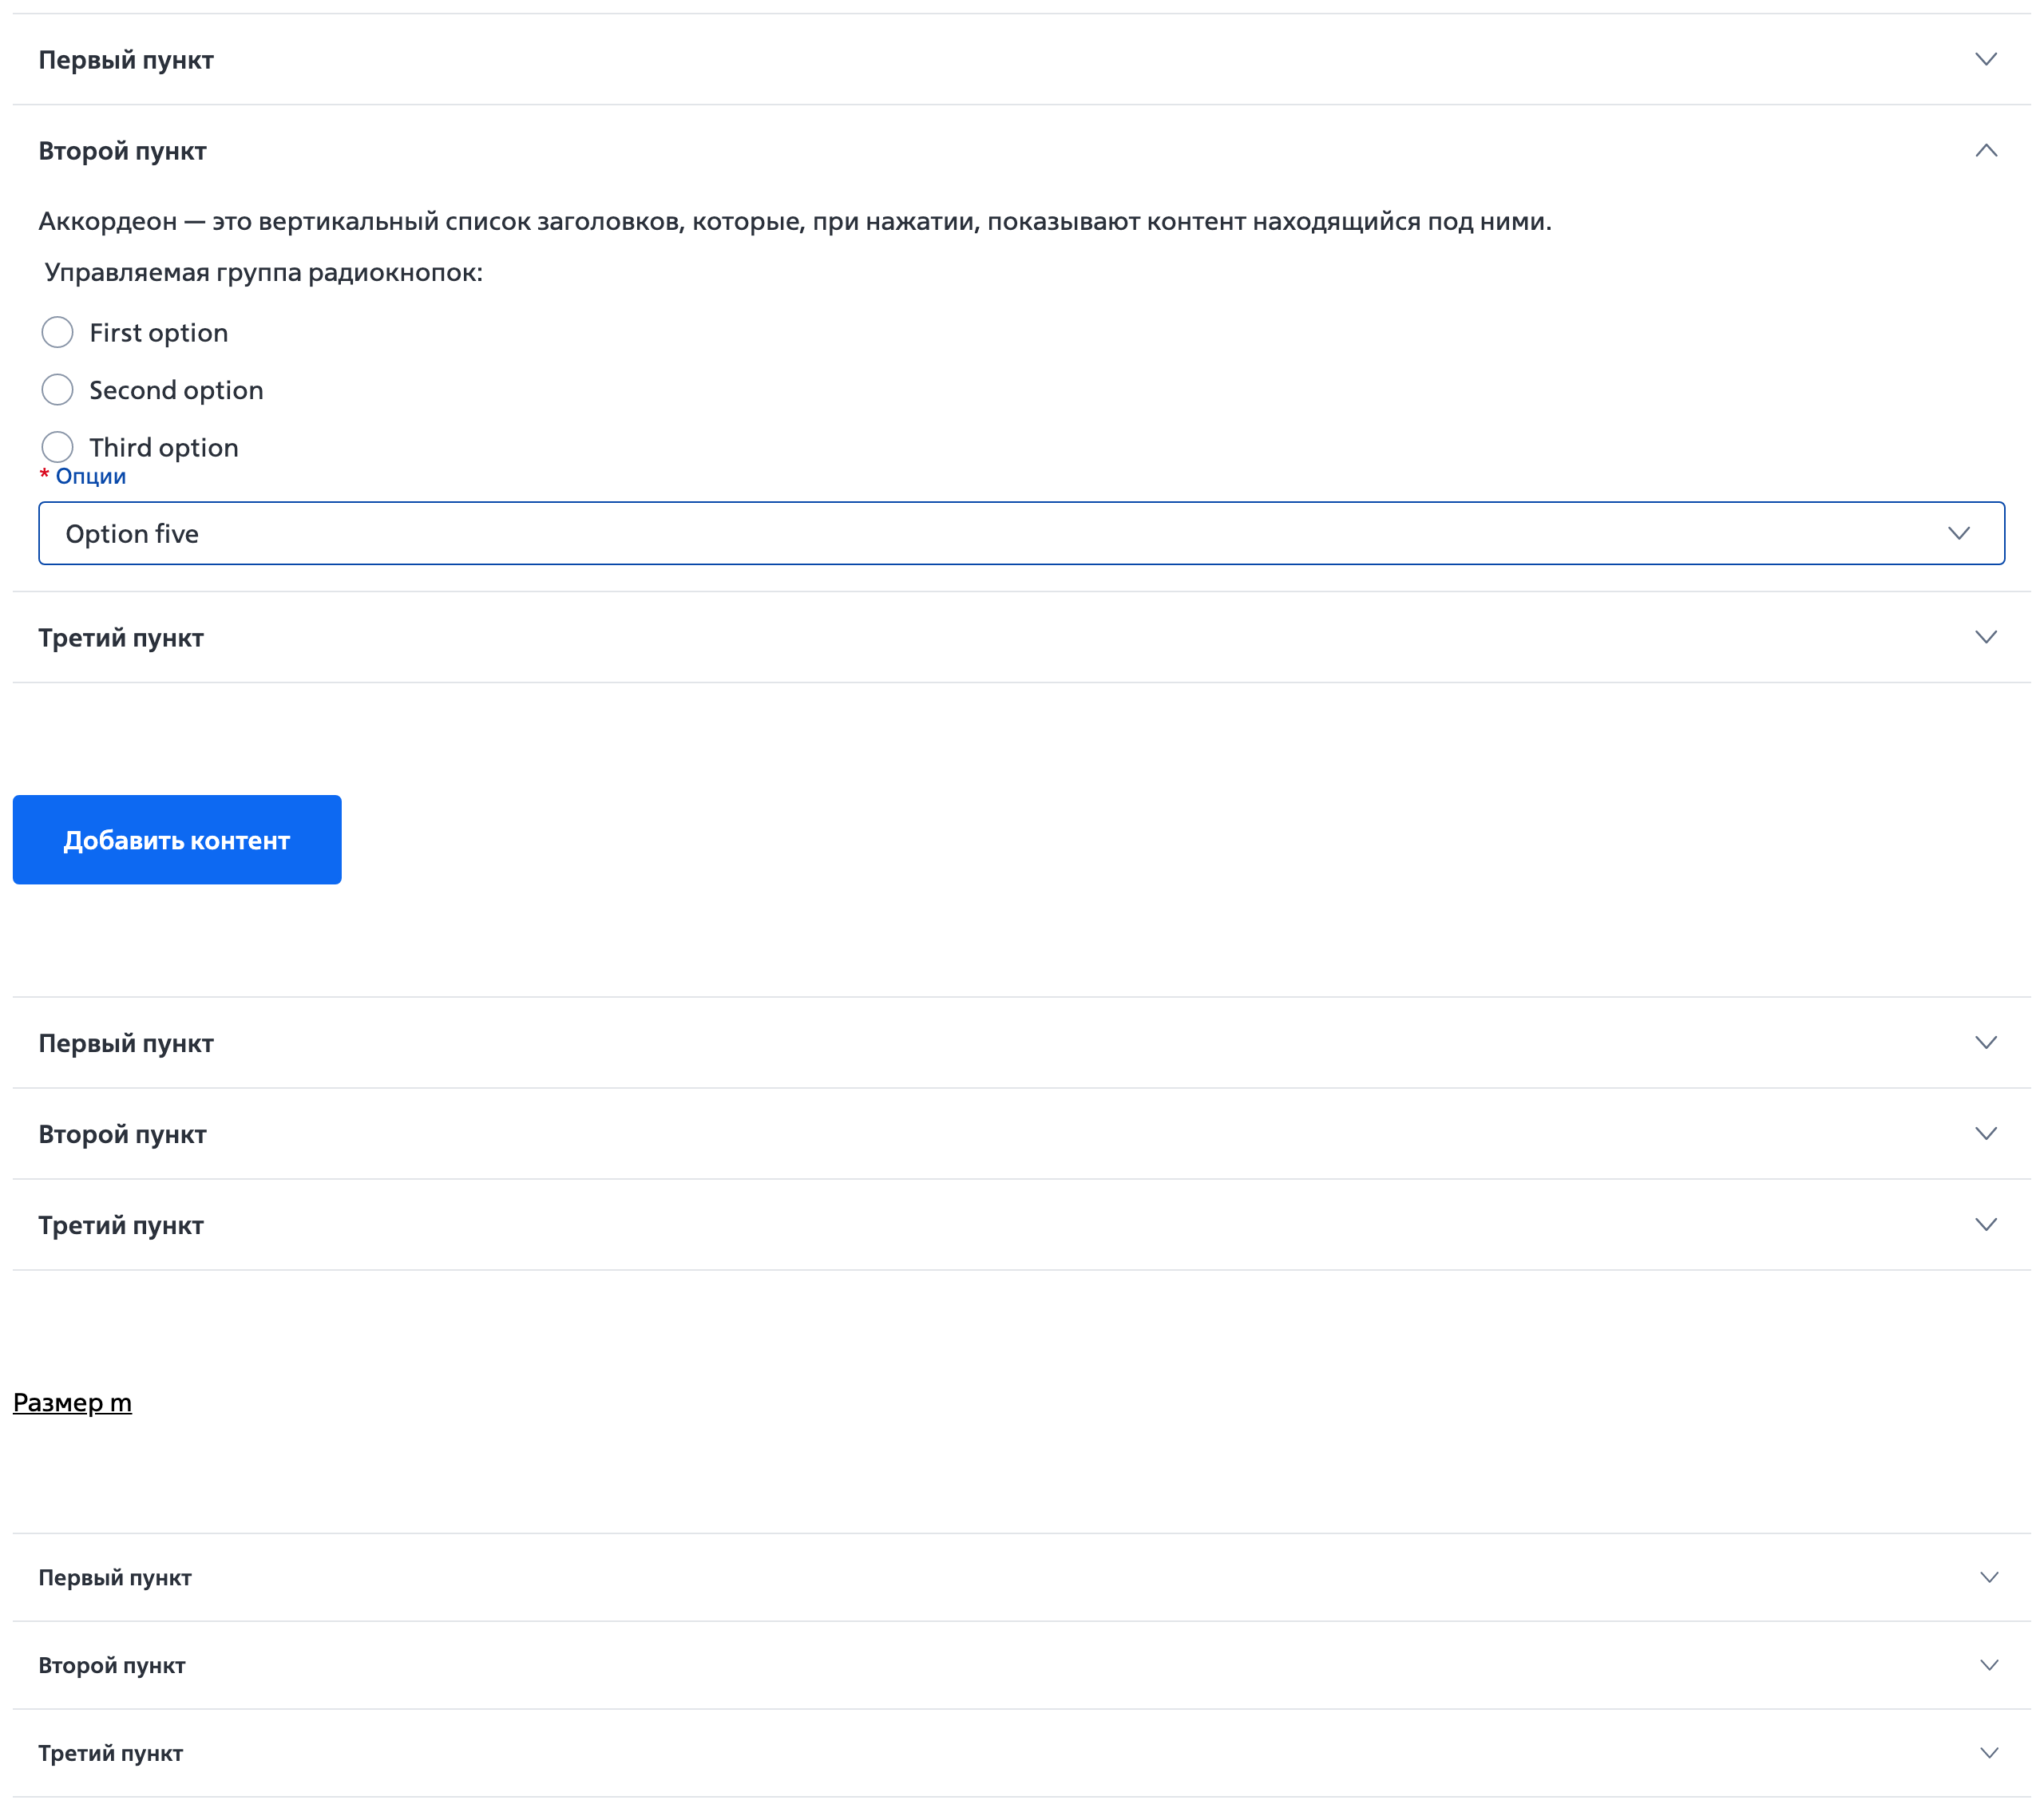 Первый пункт
Второй пункт
Аккордеон — это вертикальный список заголовков, которые, при нажатии, показывают контент находящийся под ними.
Управляемая группа радиокнопок:
First option
Second option
Third option
* Опции
Option five
Третий пункт
Добавить контент
Первый пункт
Второй пункт
Третий пункт
Размер m
Первый пункт
Второй пункт
Третий пункт